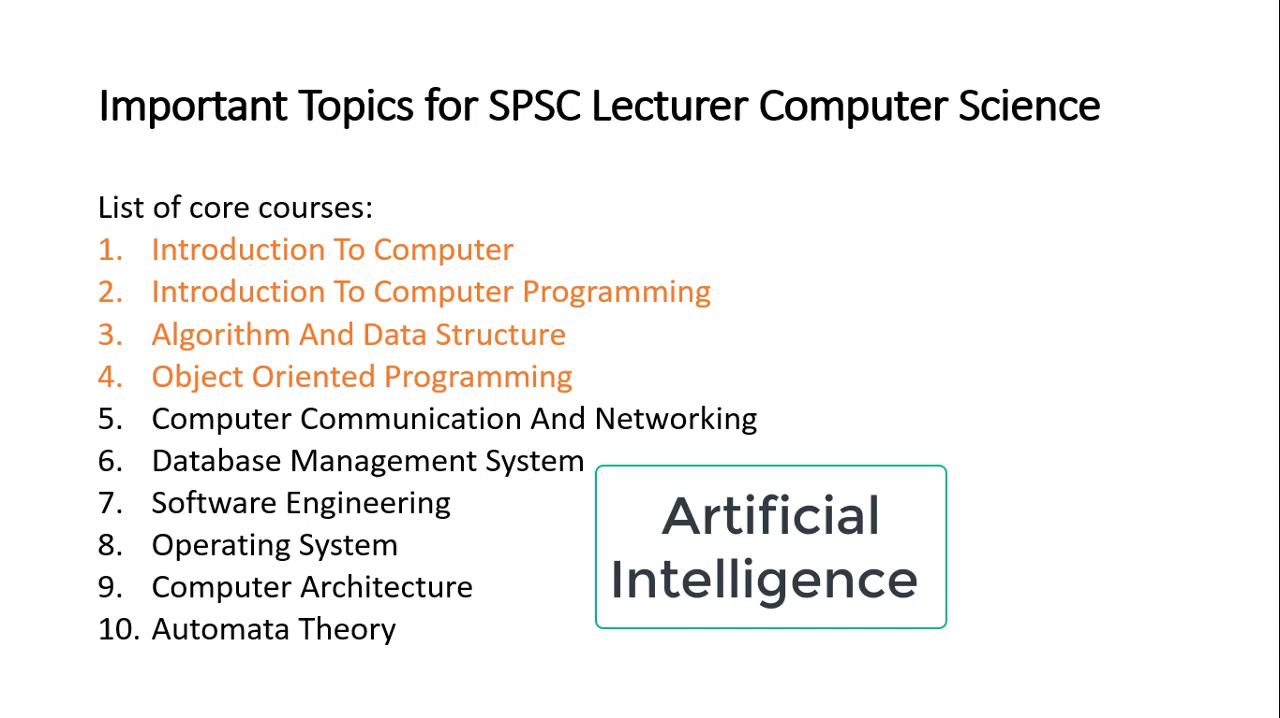 Important Topics for SPSC Lecturer Computer Science
List of core courses:
1. Introduction To Computer
2. Introduction To Computer Programming
3. Algorithm And Data Structure
4. Object Oriented Programming
5. Computer Communication And Networking
6. Database Management System
7. Software Engineering
8. Operating System
9. Computer Architecture
10. Automata Theory
Artificial
Intelligence